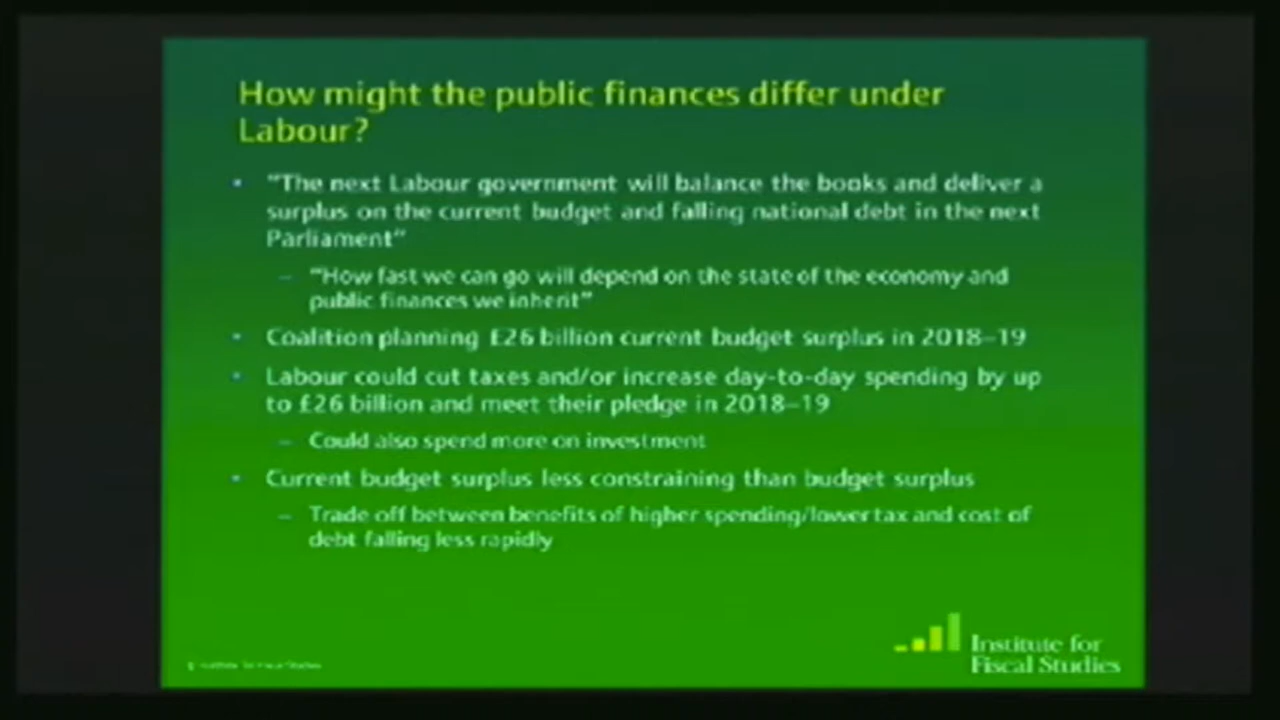 How might the public finances differ under
Labour?
• "The next Labour government will balance the books and deliver a
surplus on the current budget and falling national debt in the next
Parliament"
– "How fast we can go will depend on the state of the economy and
public finances we inherit"
• Coalition planning £26 billion current budget surplus in 2018–19
• Labour could cut taxes and/or increase day-to-day spending by up
to £26 billion and meet their pledge in 2018–19
– Could also spend more on investment
• Current budget surplus less constraining than budget surplus
– Trade off between benefits of higher spending/lower tax and cost of
debt falling less rapidly
Institute for Fiscal Studies
Institute for
Fiscal Studies